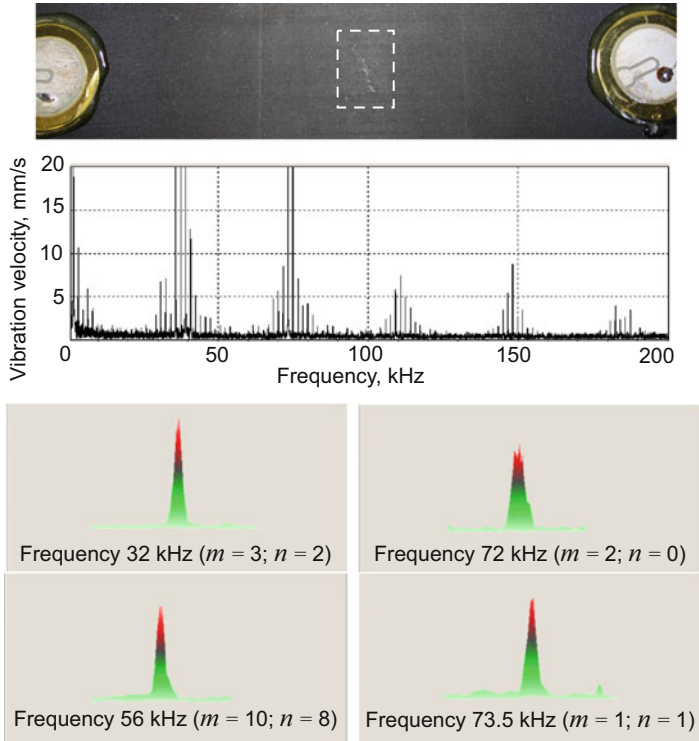 Vibration velocity, mm/s
20
15
10
5
0 50 100 150 200
Frequency, kHz
Frequency 32 kHz (m = 3; n = 2)
Frequency 72 kHz (m = 2; n = 0)
Frequency 56 kHz (m = 10; n = 8)
Frequency 73.5 kHz (m = 1; n = 1)